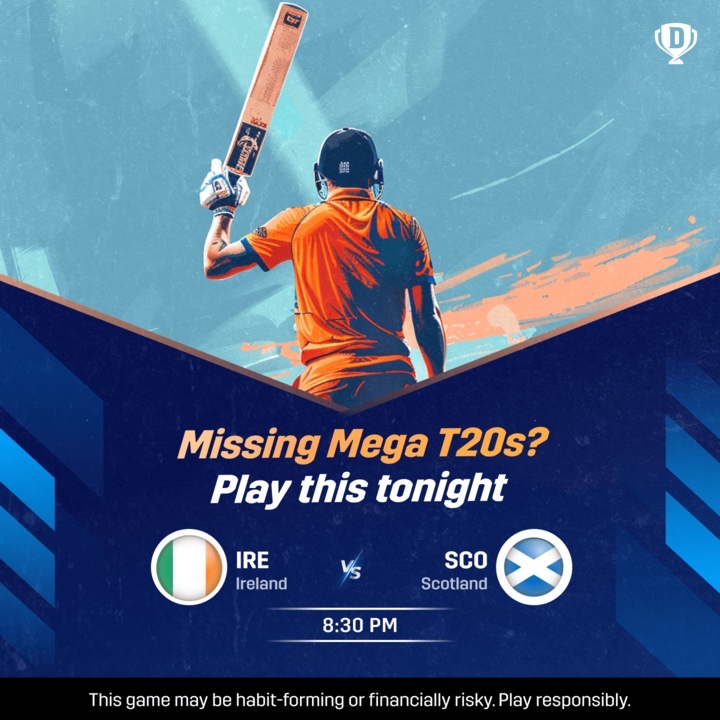 D
Missing Mega T20s?
Play this tonight
IRE
Ireland
VS
SCO
Scotland
8:30 PM
This game may be habit-forming or financially risky. Play responsibly.